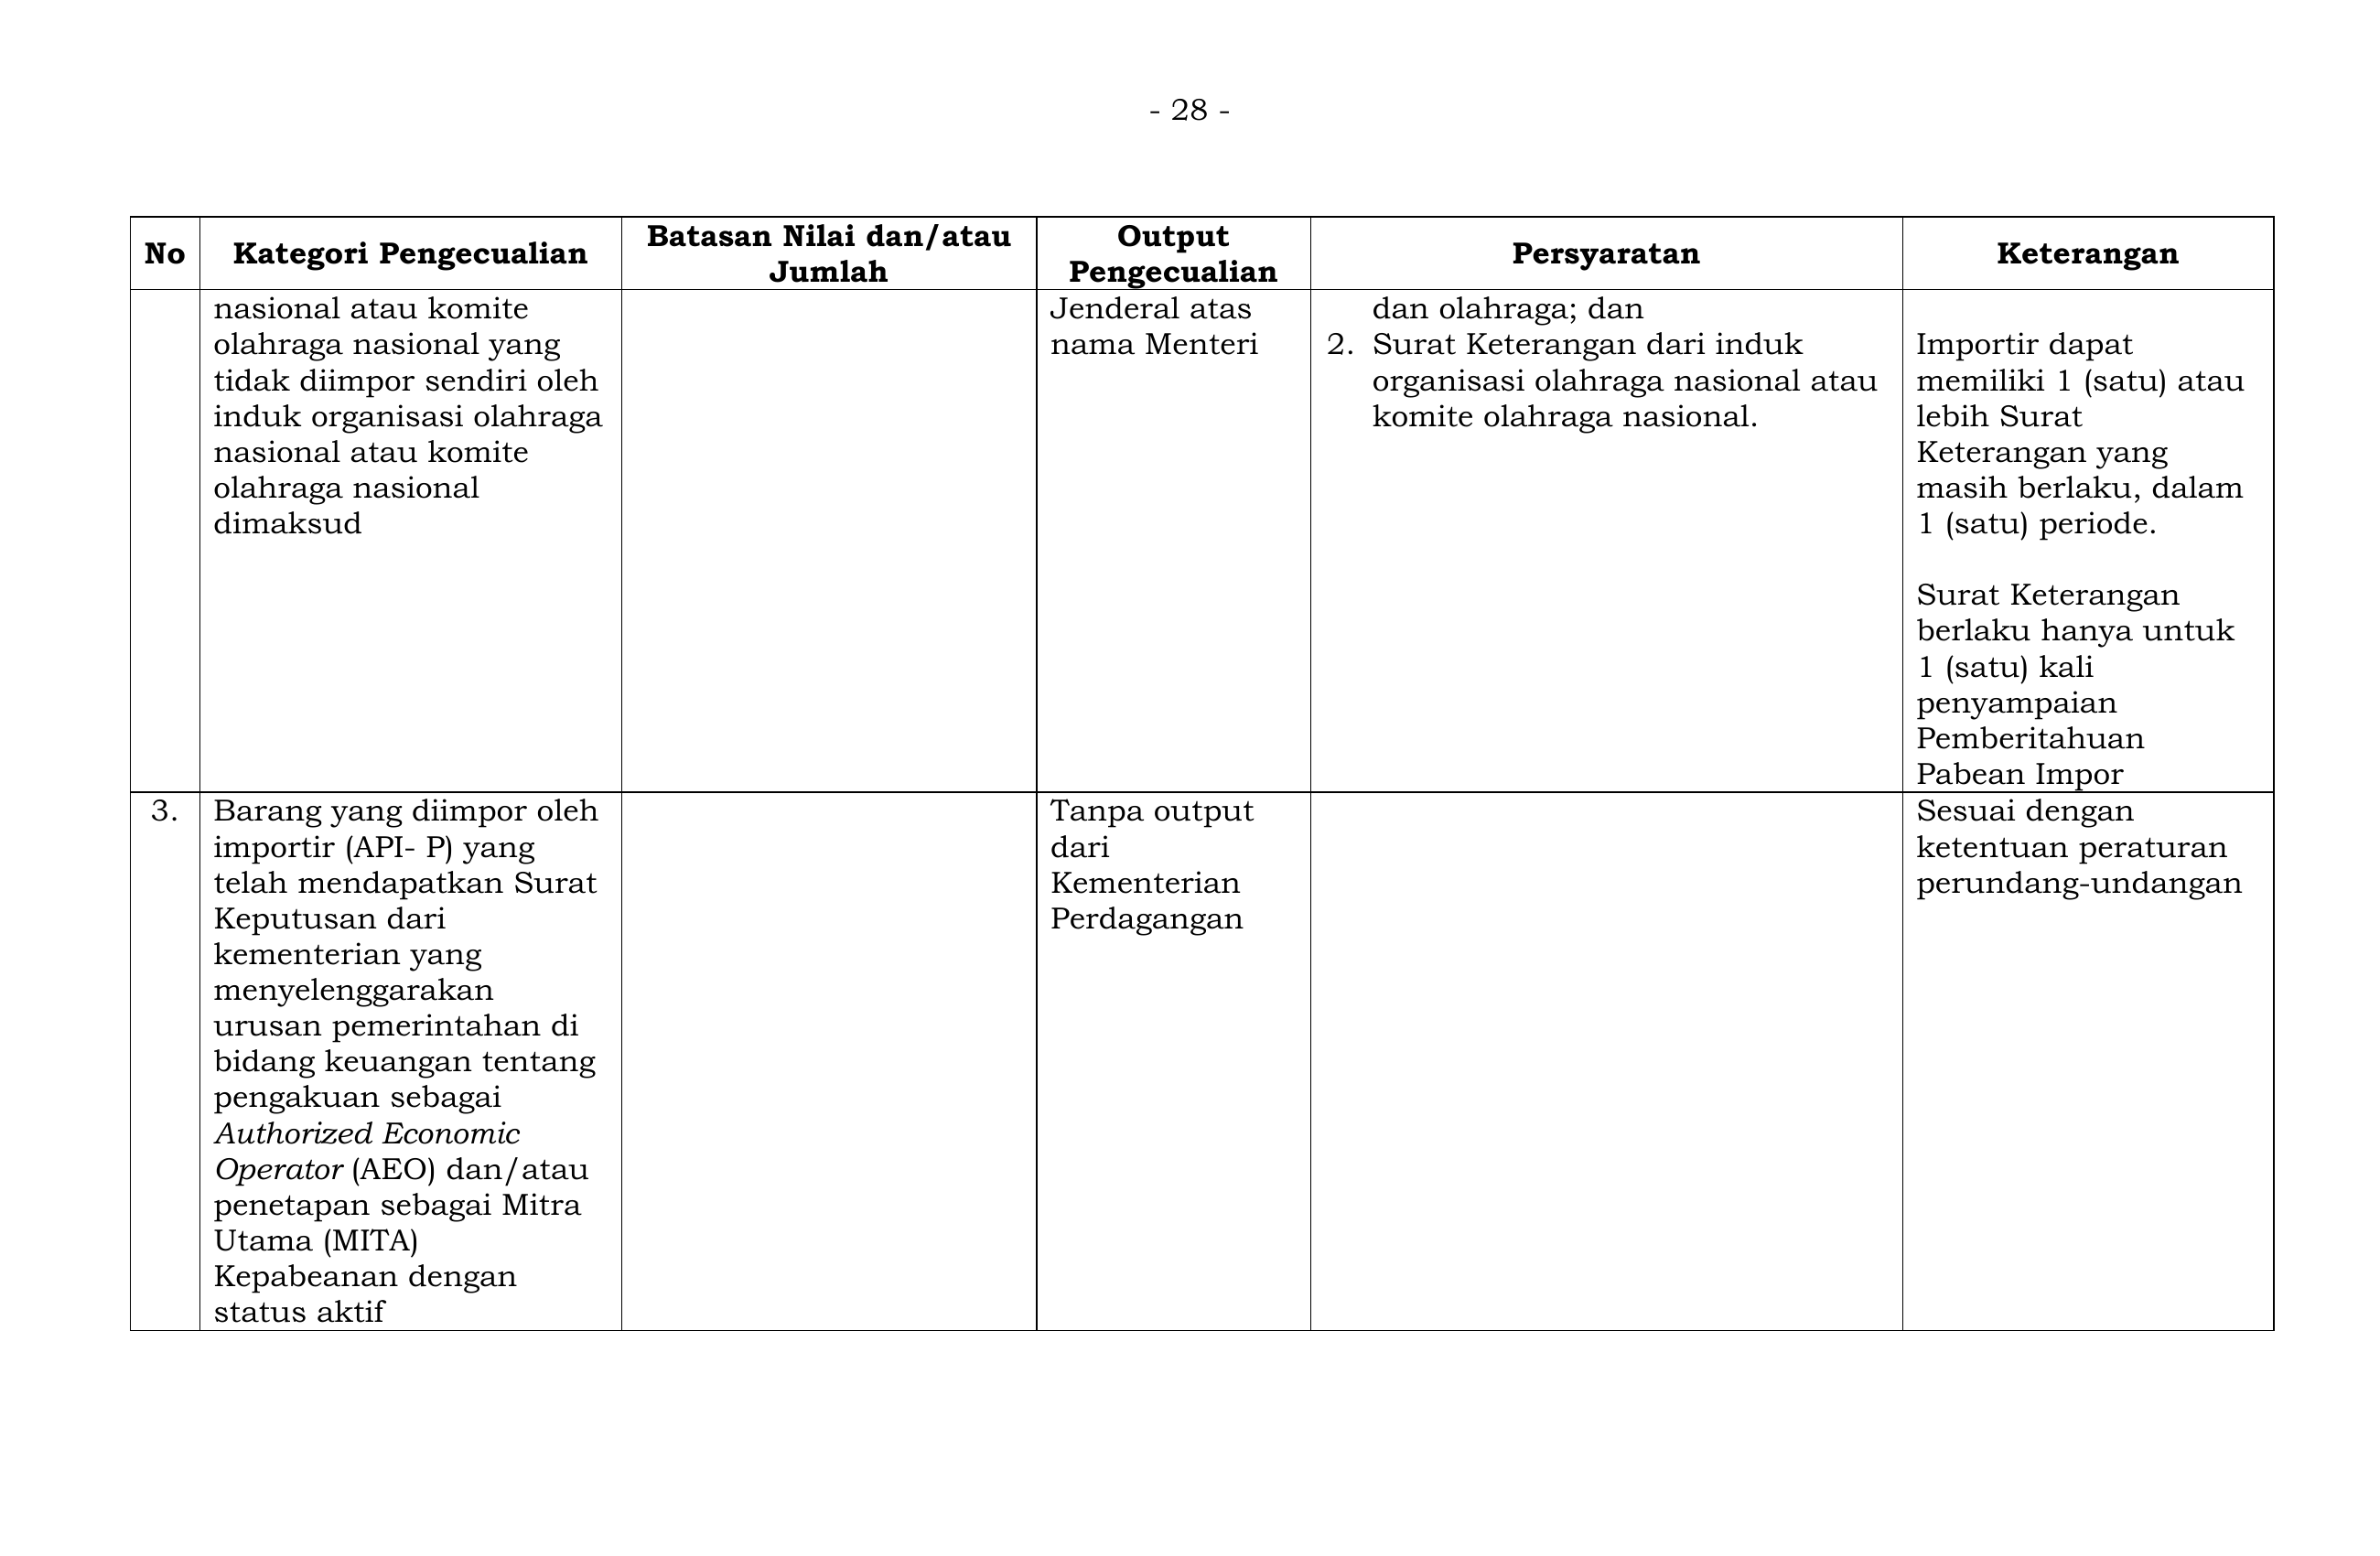 - 28 -
No
Kategori Pengecualian
Batasan Nilai dan/atau
Jumlah
Output
Pengecualian
Persyaratan
Keterangan
nasional atau komite
olahraga nasional yang
tidak diimpor sendiri oleh
induk organisasi olahraga
nasional atau komite
olahraga nasional
dimaksud
Jenderal atas
nama Menteri
dan olahraga; dan
2. Surat Keterangan dari induk
organisasi olahraga nasional atau
komite olahraga nasional.
Importir dapat
memiliki 1 (satu) atau
lebih Surat
Keterangan yang
masih berlaku, dalam
1 (satu) periode.
Surat Keterangan
berlaku hanya untuk
1 (satu) kali
penyampaian
Pemberitahuan
Pabean Impor
3.
Barang yang diimpor oleh
importir (API- P) yang
telah mendapatkan Surat
Keputusan dari
kementerian yang
menyelenggarakan
urusan pemerintahan di
bidang keuangan tentang
pengakuan sebagai
Authorized Economic
Operator (AEO) dan/atau
penetapan sebagai Mitra
Utama (MITA)
Kepabeanan dengan
status aktif
Tanpa output
dari
Kementerian
Perdagangan
Sesuai dengan
ketentuan peraturan
perundang-undangan